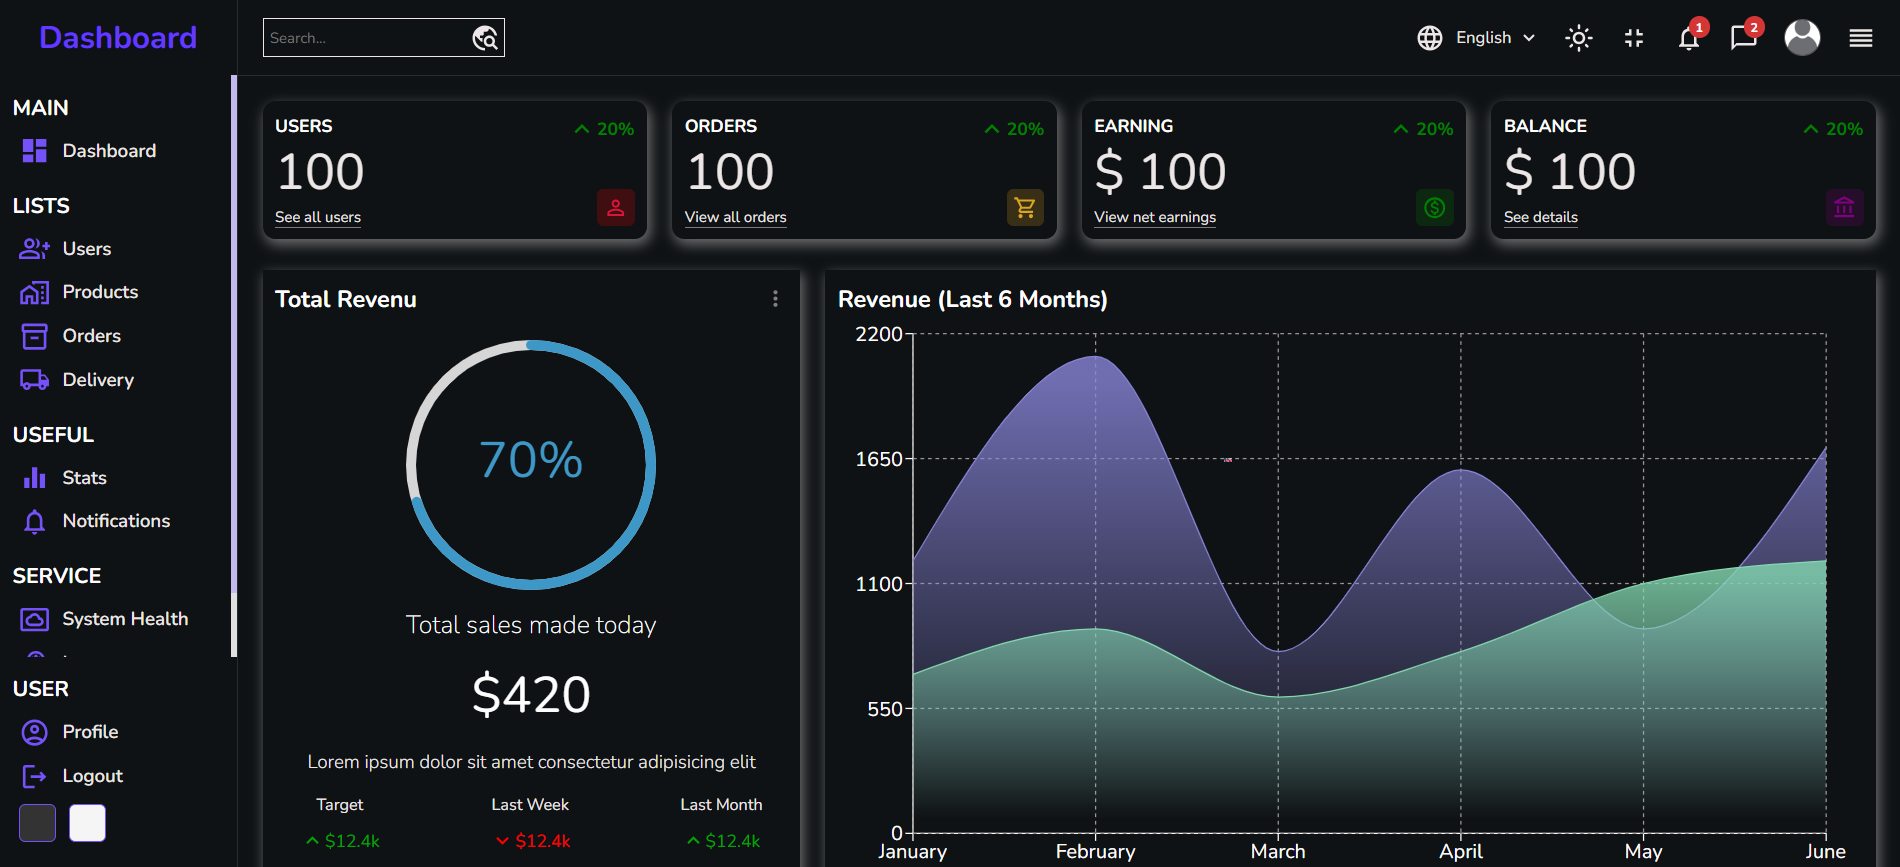 Dashboard
Search...
English
1
2
MAIN
Dashboard
LISTS
Users
Products
Orders
Delivery
USEFUL
Stats
Notifications
SERVICE
System Health
USER
Profile
Logout
USERS
20%
100
See all users
ORDERS
20%
100
View all orders
EARNING
20%
$ 100
View net earnings
BALANCE
20%
$ 100
See details
Total Revenu
70%
Total sales made today
$420
Lorem ipsum dolor sit amet consectetur adipisicing elit
Target
Last Week
Last Month
$12.4k
$12.4k
$12.4k
Revenue (Last 6 Months)
2200
1650
1100
550
0
January
February
March
April
May
June